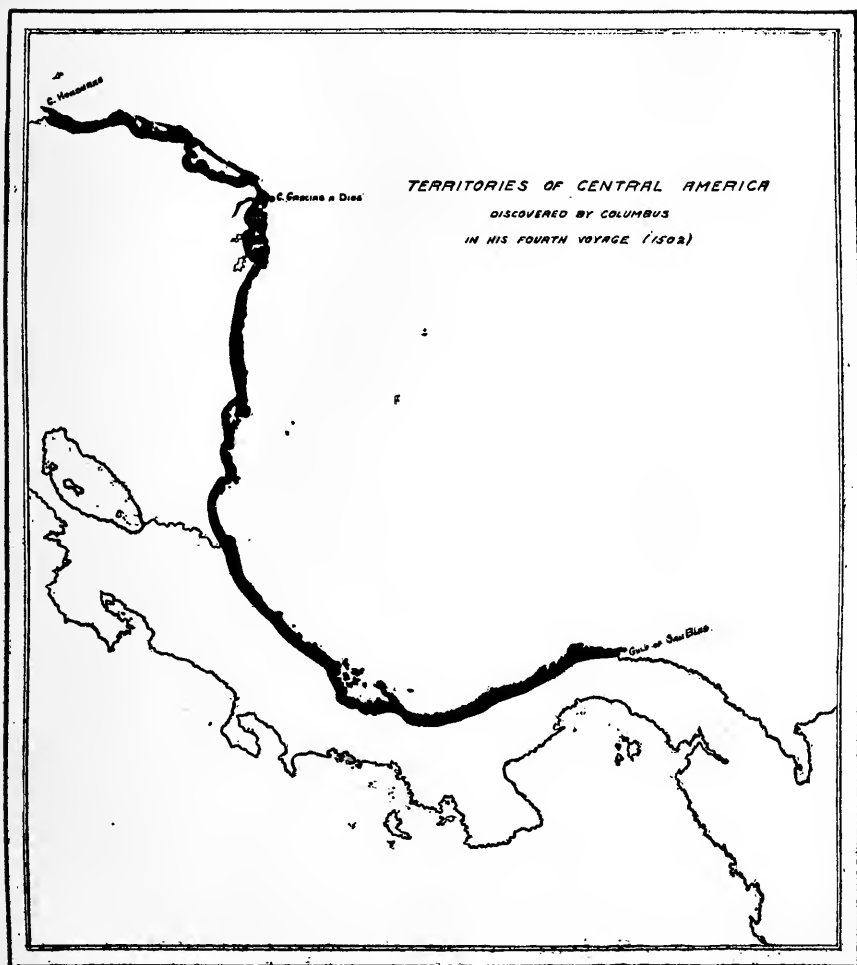 C. HONDURAS
C. GRACIAS A DIOS
TERRITORIES OF CENTRAL AMERICA
DISCOVERED BY COLUMBUS
IN HIS FOURTH VOYAGE (1502)
GULF OF SAN BLAS.